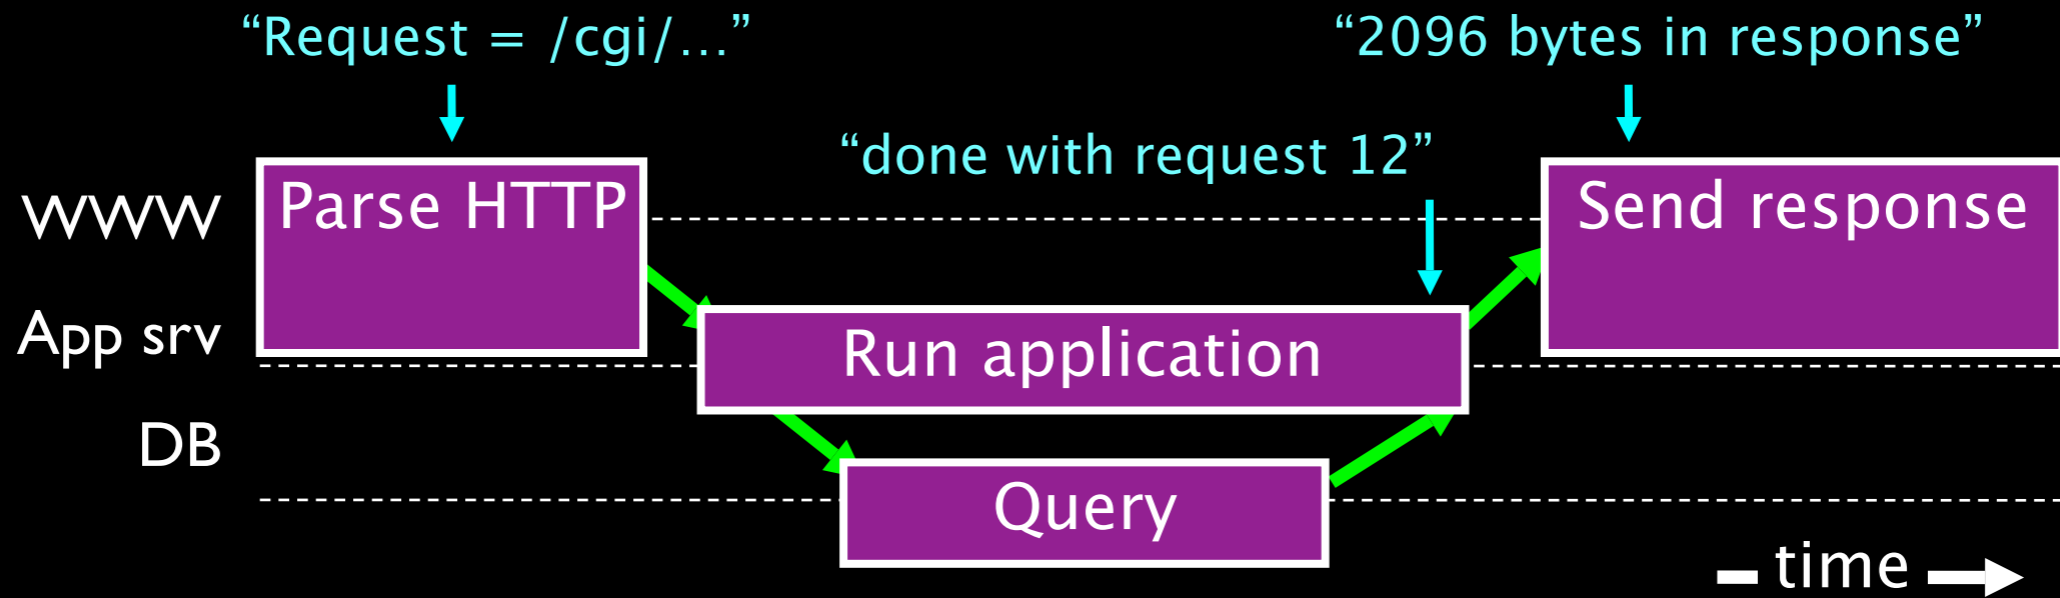 “Request = /cgi/…”
“2096 bytes in response”
“done with request 12”
WWW
Parse HTTP
Send response
App srv
Run application
DB
Query
time